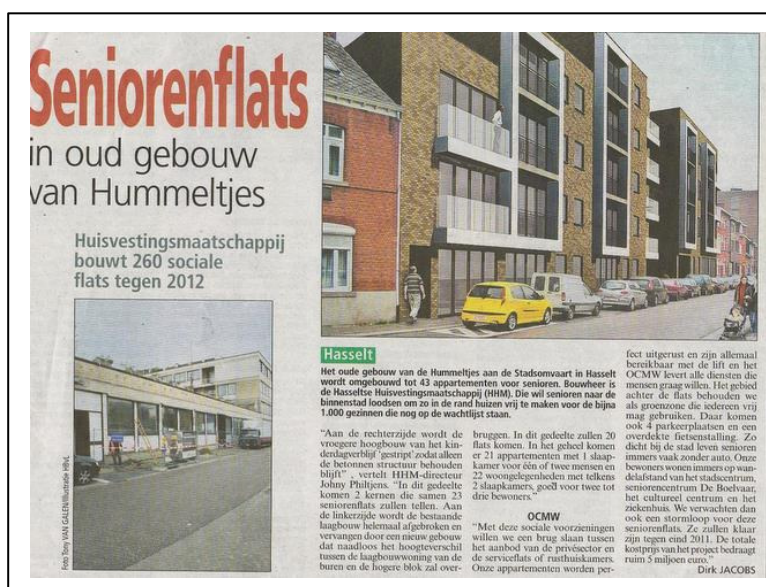 Seniorenflats
in oud gebouw
van Hummeltjes
Huisvestingsmaatschappij
bouwt 260 sociale
flats tegen 2012
Foto Tony VAN GALEN/Illustratie HBvL
Hasselt
Het oude gebouw van de Hummeltjes aan de Stadsomvaart in Hasselt
wordt omgebouwd tot 43 appartementen voor senioren. Bouwheer is
de Hasseltse Huisvestingsmaatschappij (HHM). Die wil senioren naar de
binnenstad loodsen om zo in de rand huizen vrij te maken voor de bijna
1.000 gezinnen die nog op de wachtlijst staan.
“Aan de rechterzijde wordt de
vroegere hoogbouw van het kin-
derdagverblijf ‘gestript’ zodat alleen
de betonnen structuur behouden
blijft” , vertelt HHM-directeur
Johny Philtjens. “In dit gedeelte
komen 2 kernen die samen 23
seniorenflats zullen tellen. Aan
de linkerzijde wordt de bestaande
laagbouw helemaal afgebroken en
vervangen door een nieuw gebouw
dat naadloos het hoogteverschil
tussen de laagbouwwoning van de
buren en de hogere blok zal over-
bruggen. In dit gedeelte zullen 20
flats komen. In het geheel komen
er 21 appartementen met 1 slaap-
kamer voor één of twee mensen en
22 woongelegenheden met telkens
2 slaapkamers, goed voor twee tot
drie bewoners.”
OCMW
“Met deze sociale voorzieningen
willen we een brug slaan tussen
het aanbod van de privésector en
de serviceflats of rusthuiskamers.
Onze appartementen worden per-
fect uitgerust en zijn allemaal
bereikbaar met de lift en het
OCMW levert alle diensten die
mensen graag willen. Het gebied
achter de flats behouden we
als groenzone die iedereen vrij
mag gebruiken. Daar komen
ook 4 parkeerplaatsen en een
overdekte fietsenstalling. Zo
dicht bij de stad leven senioren
immers vaak zonder auto. Onze
bewoners wonen immers op wan-
delafstand van het stadscentrum,
seniorencentrum De Boelvaar,
het cultureel centrum en het
ziekenhuis. We verwachten dan
ook een stormloop voor deze
seniorenflats. Ze zullen klaar
zijn tegen eind 2011. De totale
kostprijs van het project bedraagt
ruim 5 miljoen euro.”
Dirk JACOBS